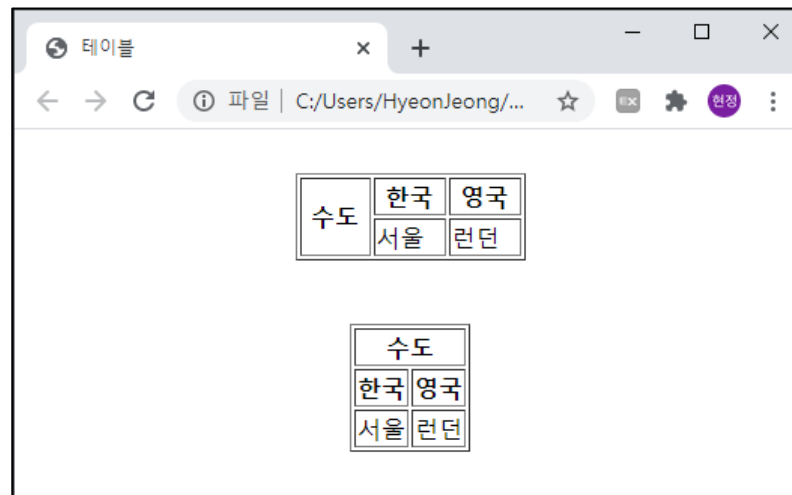 테이블
파일 C:/Users/HyeonJeong/...
EX
현정
수도 한국 영국
서울 런던
수도
한국 영국
서울 런던